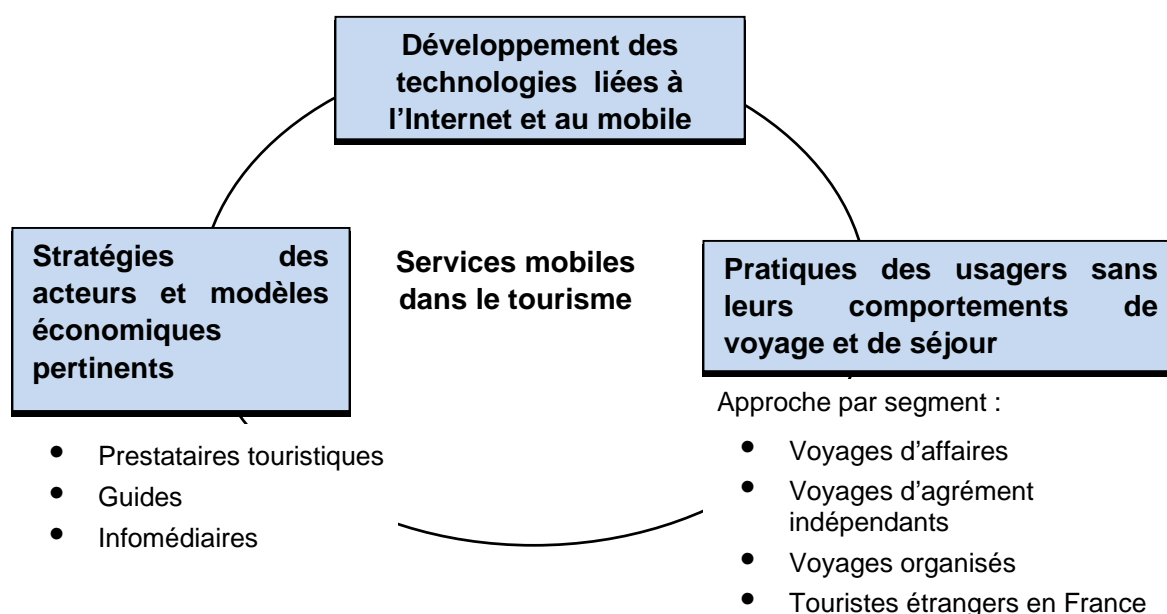 Développement des
technologies liées à
l'Internet et au mobile
Stratégies des
acteurs et modèles
économiques
pertinents
Services mobiles
dans le tourisme
Pratiques des usagers sans
leurs comportements de
voyage et de séjour
• Prestataires touristiques
• Guides
• Infomédiaires
Approche par segment :
• Voyages d'affaires
• Voyages d'agrément
indépendants
• Voyages organisés
• Touristes étrangers en France